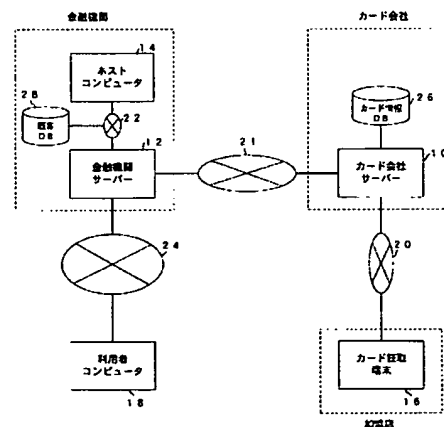 金融機関
カード会社
14
ホスト
コンピュータ
28
顧客
DB
22
26
カード情報
DB
12
金融機関
サーバー
21
10
カード会社
サーバー
24
20
利用者
コンピュータ
18
カード読取
端末
16
加盟店